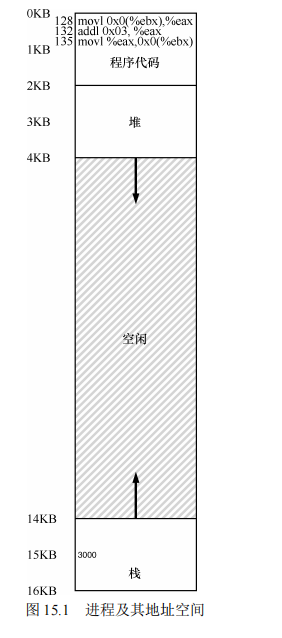 0KB
128 movl 0x0(%ebx),%eax
132 addl 0x03, %eax
135 movl %eax,0x0(%ebx)
1KB
程序代码
2KB
3KB
堆
4KB
空闲
14KB
15KB
3000
栈
16KB
图 15.1 进程及其地址空间